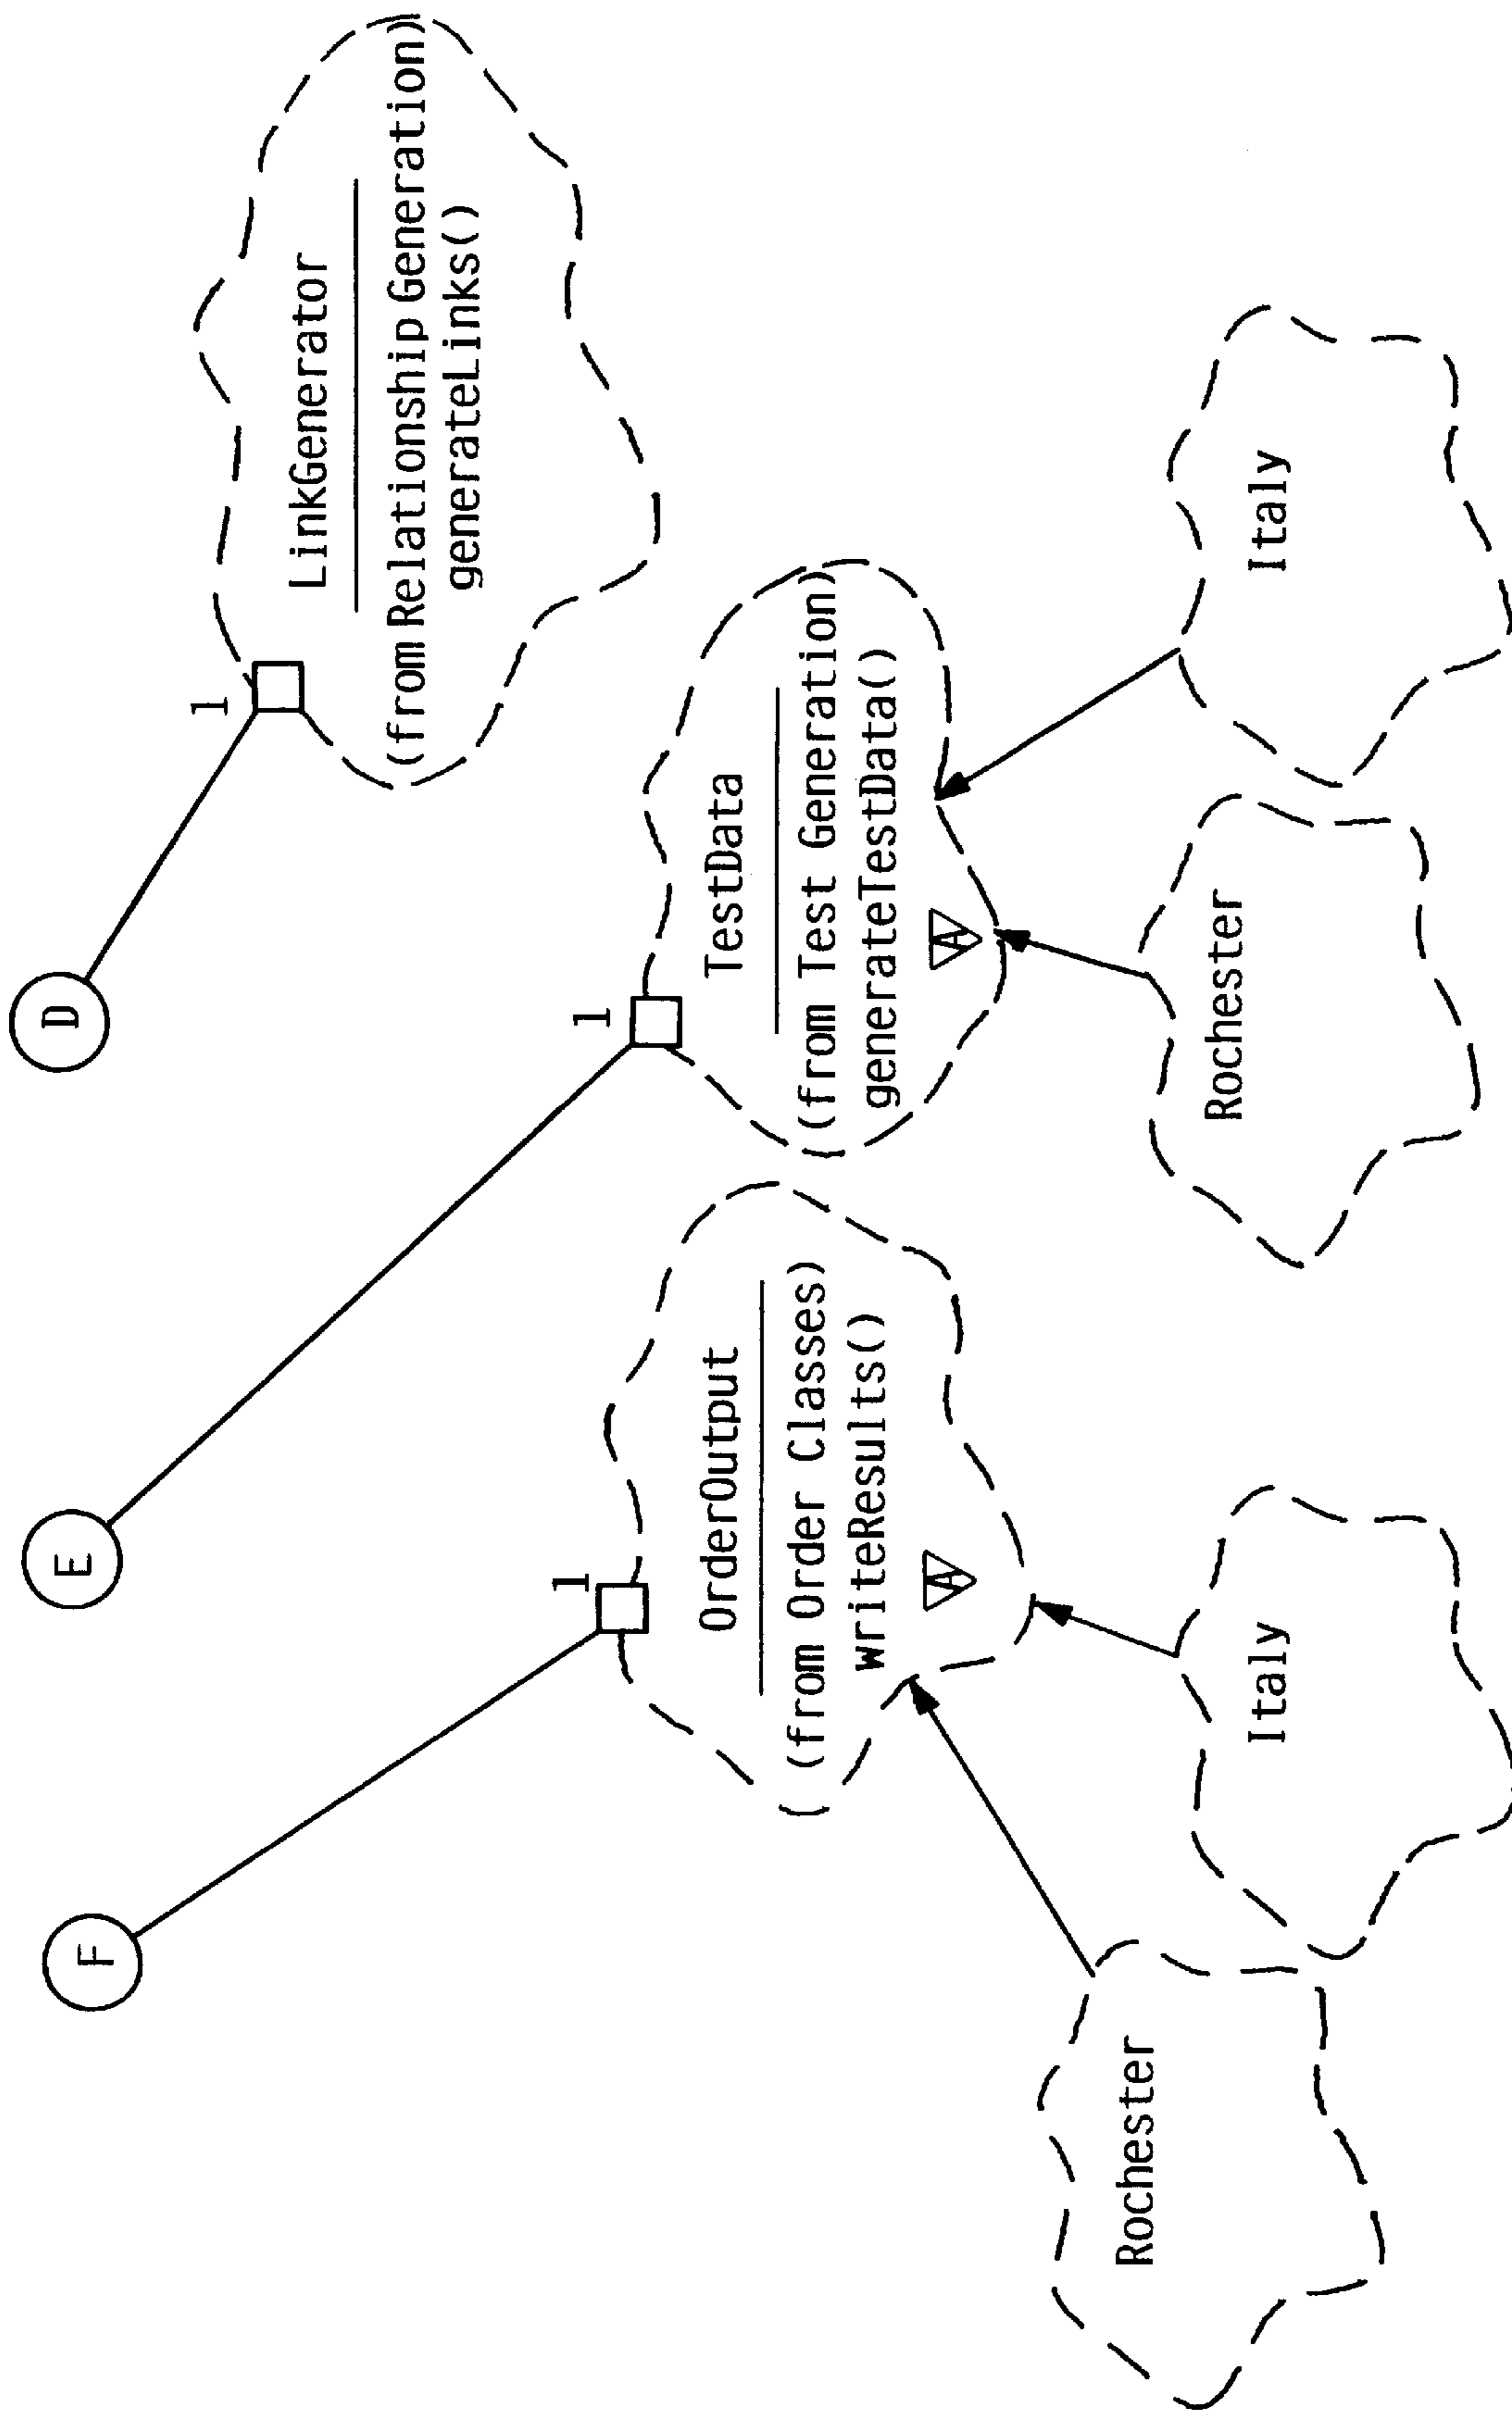 F
E
D
1
OrderOutput
(from Order Classes)
writeResults()
A
1
TestData
(from Test Generation)
generateTestData()
A
1
LinkGenerator
(from Relationship Generation)
generateLinks()
Rochester
Italy
Rochester
Italy